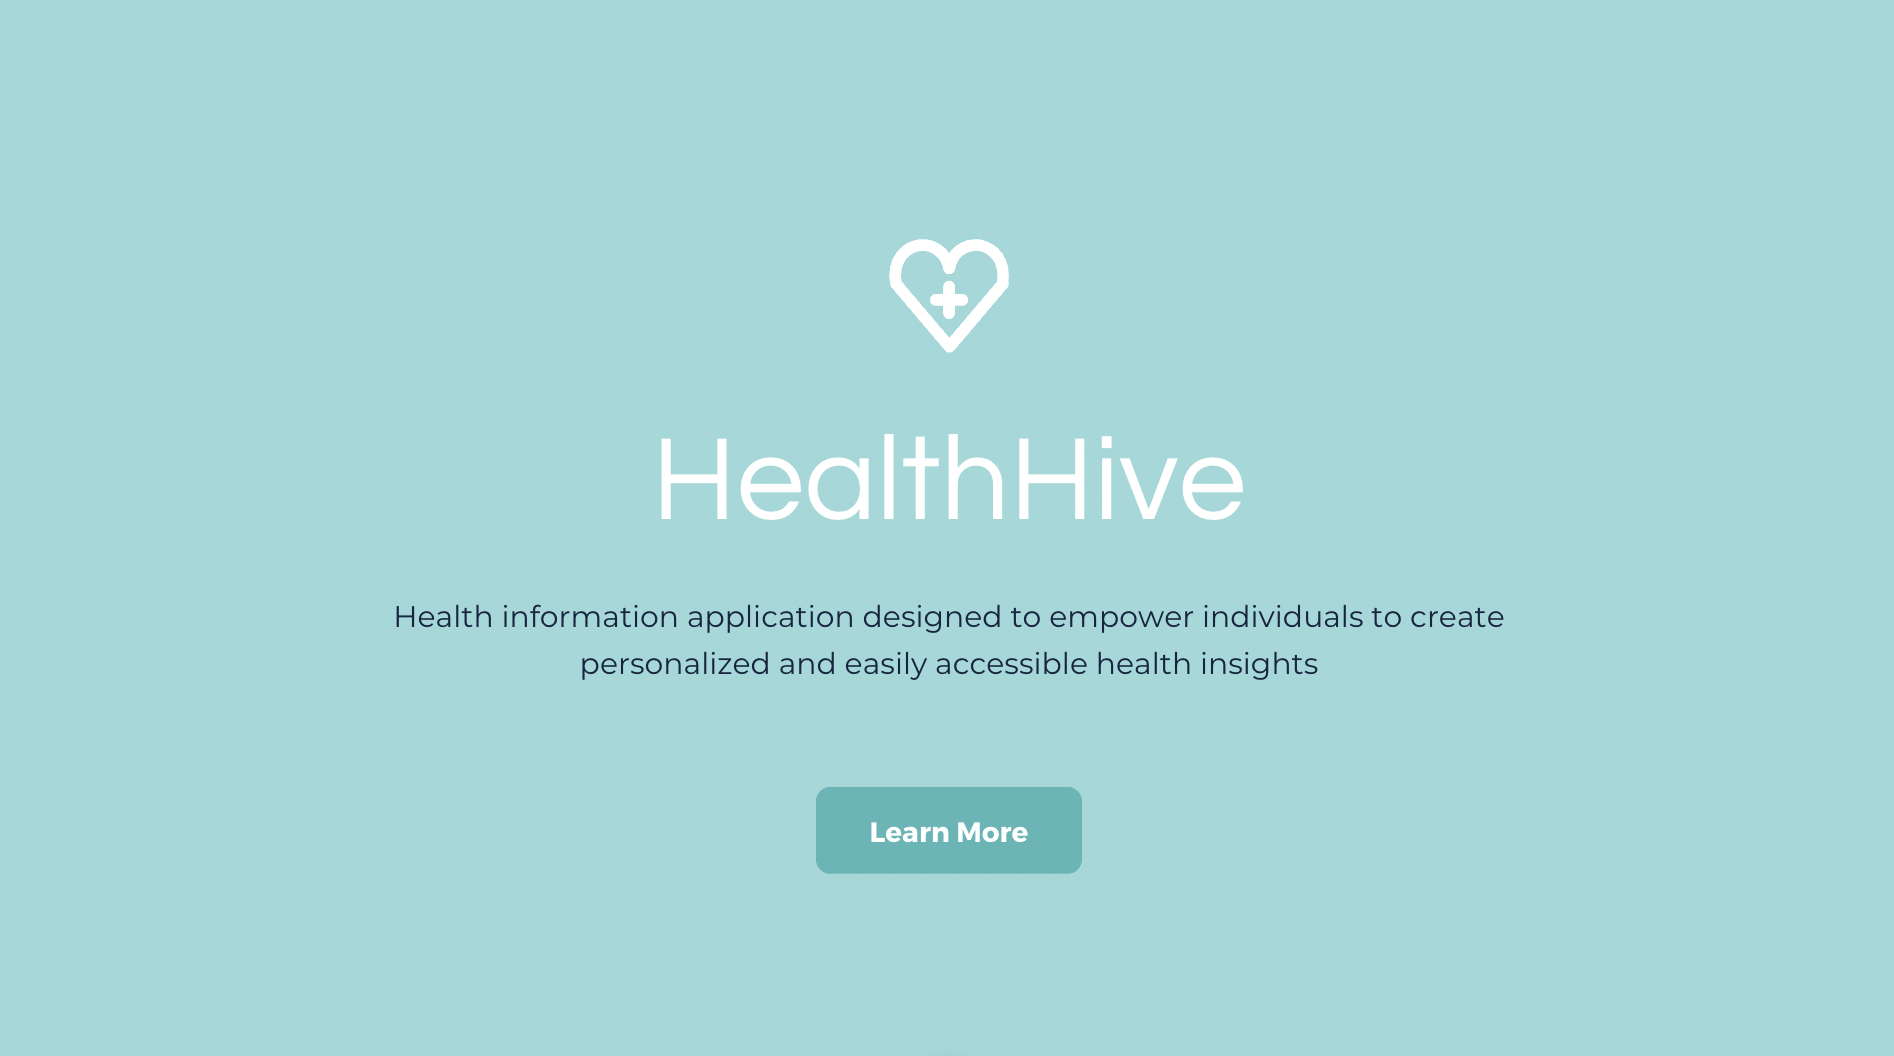 HealthHive
Health information application designed to empower individuals to create
personalized and easily accessible health insights
Learn More